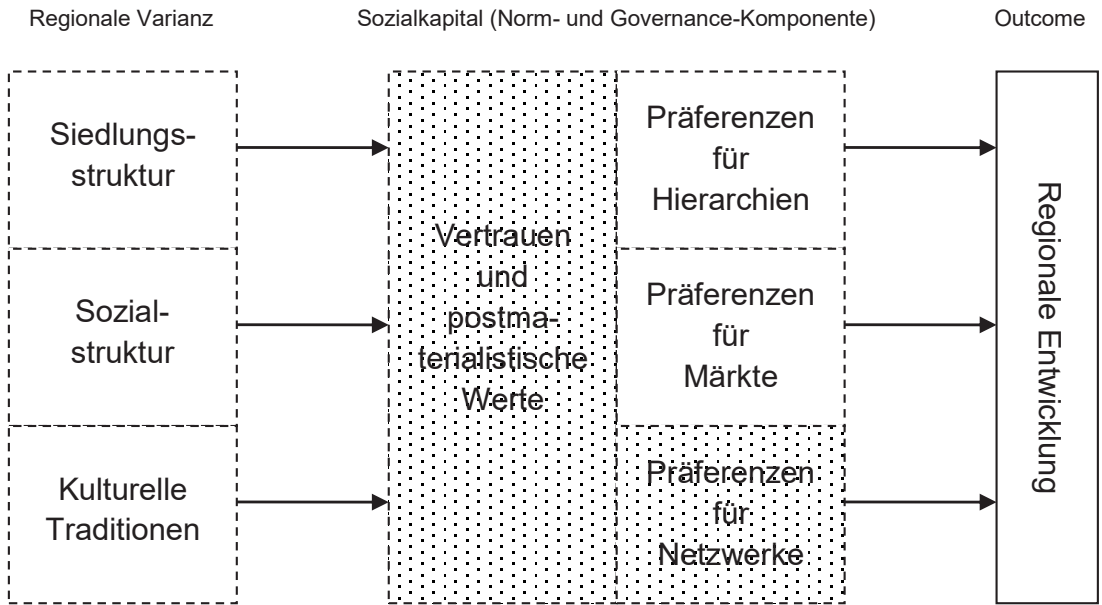 Regionale Varianz
Sozialkapital (Norm- und Governance-Komponente)
Outcome
Siedlungs-
struktur
Sozial-
struktur
Kulturelle
Traditionen
Vertrauen
und
postma-
terialistische
Werte
Präferenzen
für
Hierarchien
Präferenzen
für
Märkte
Präferenzen
für
Netzwerke
Regionale Entwicklung